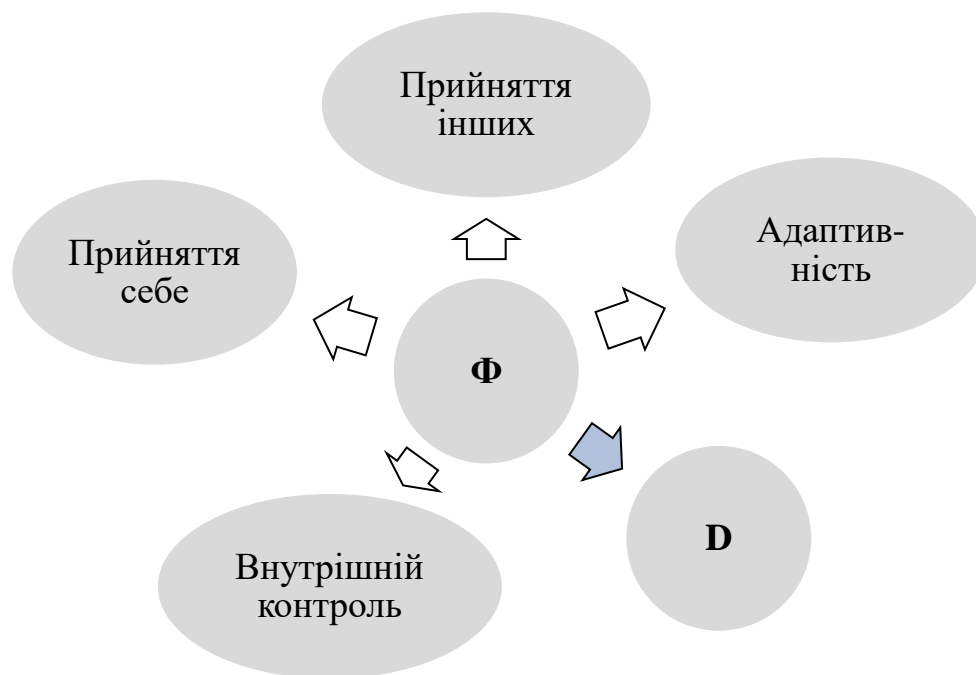 Прийняття
інших
Адаптив-
ність
Прийняття
себе
Ф
D
Внутрішній
контроль